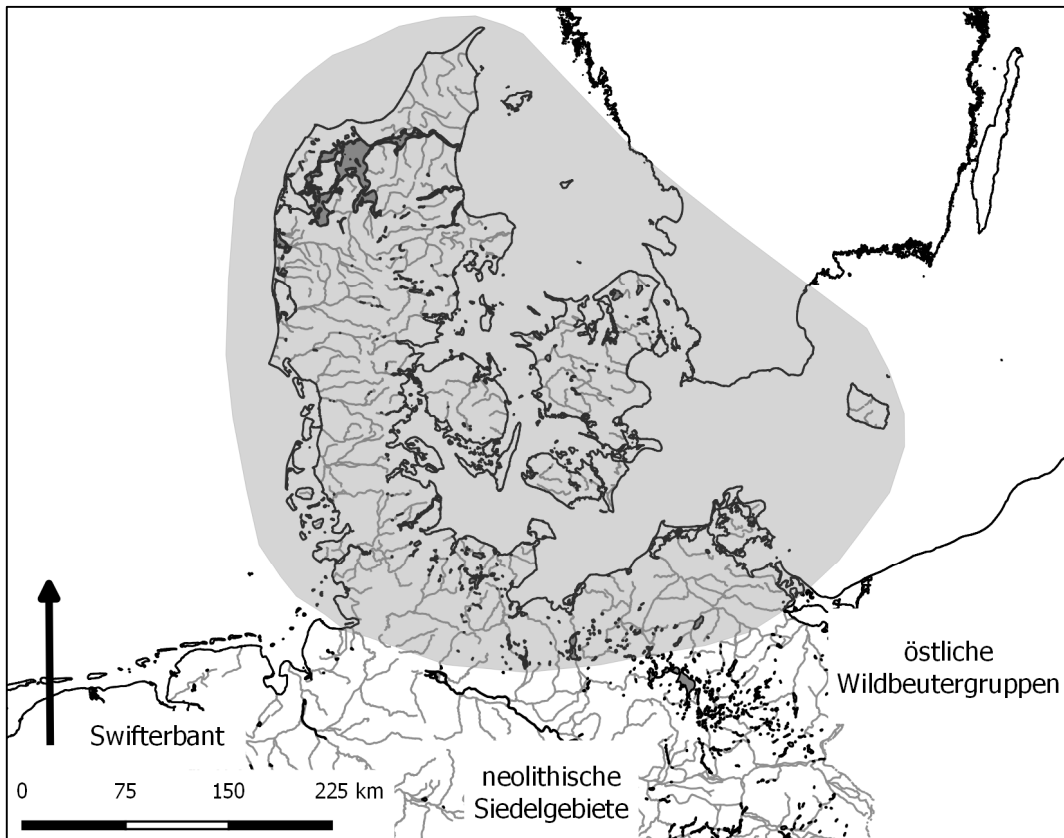 östliche
Wildbeutergruppen
Swifterbant
neolithische
Siedelgebiete
0 75 150 225 km